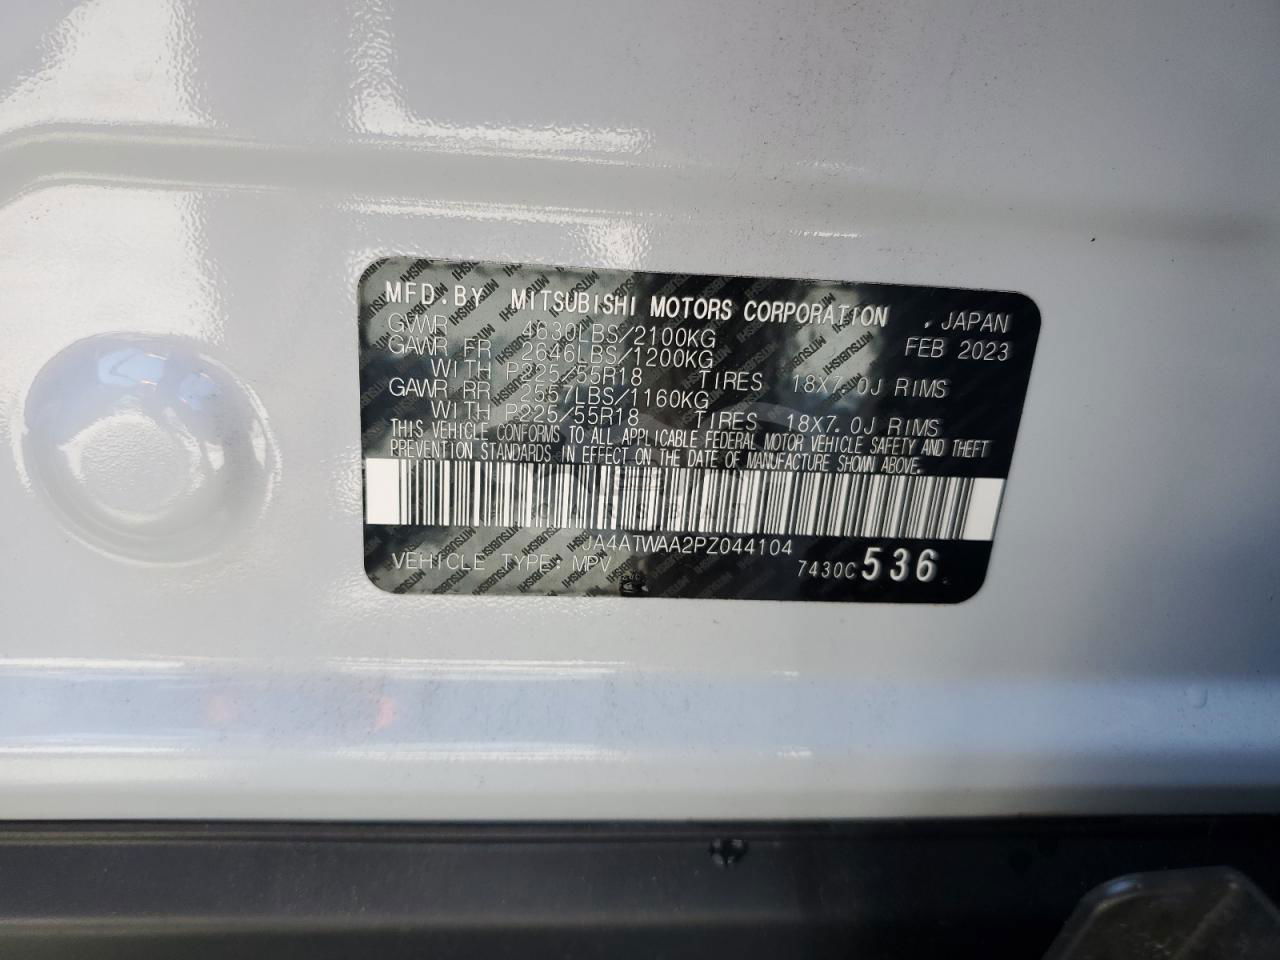 MFD.BY MITSUBISHI MOTORS CORPORATION , JAPAN
GVWR 4630LBS/2100KG FEB 2023
GAWR FR 2646LBS/1200KG
WITH P225/55R18 TIRES 18X7.0J RIMS
GAWR RR 2557LBS/1160KG
WITH P225/55R18 TIRES 18X7.0J RIMS
THIS VEHICLE CONFORMS TO ALL APPLICABLE FEDERAL MOTOR VEHICLE SAFETY AND THEFT
PREVENTION STANDARDS IN EFFECT ON THE DATE OF MANUFACTURE SHOWN ABOVE.
JA4ATWAA2PZ044104
VEHICLE TYPE: MPV 7430C 536